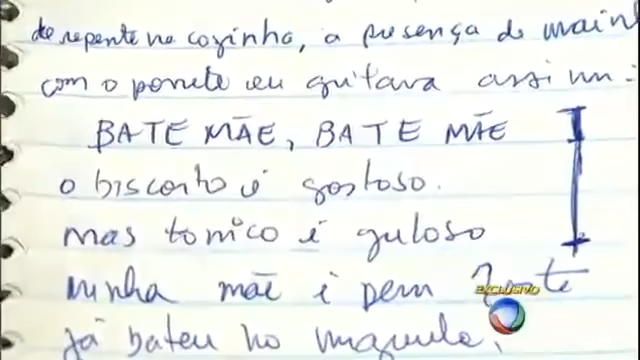 de repente na cozinha, a presença de
com o porrete eu gritava assim:
BATE MÃE, BATE MÃE
o biscoito é gostoso.
mas tonico é guloso
minha mãe é
EXCLUSIVO
já bateu no